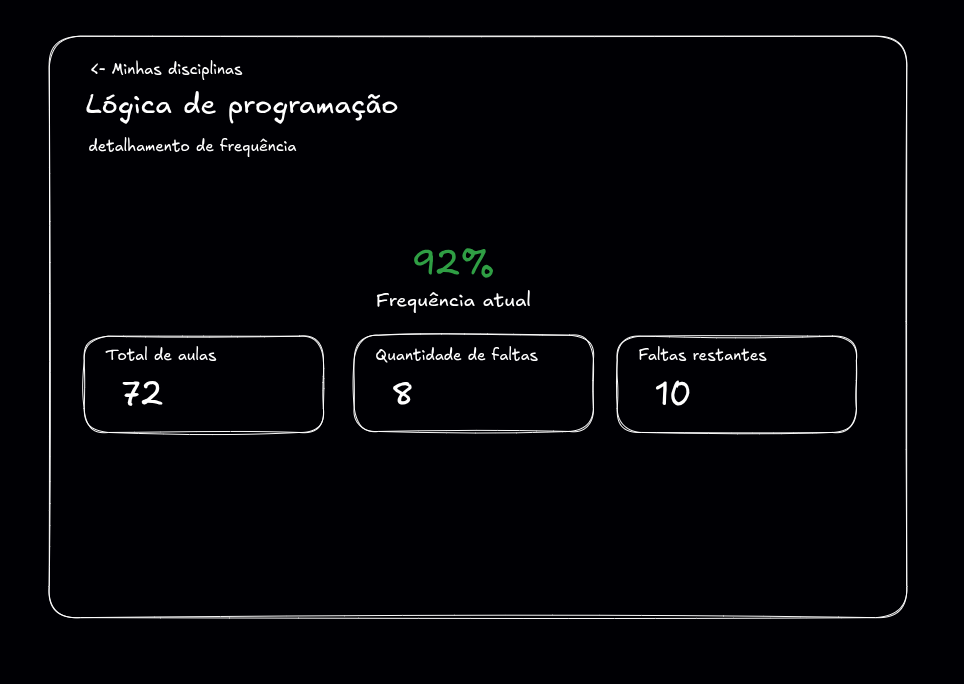 <- Minhas disciplinas
Lógica de programação
detalhamento de frequência
92%
Frequência atual
Total de aulas
72
Quantidade de faltas
8
Faltas restantes
10